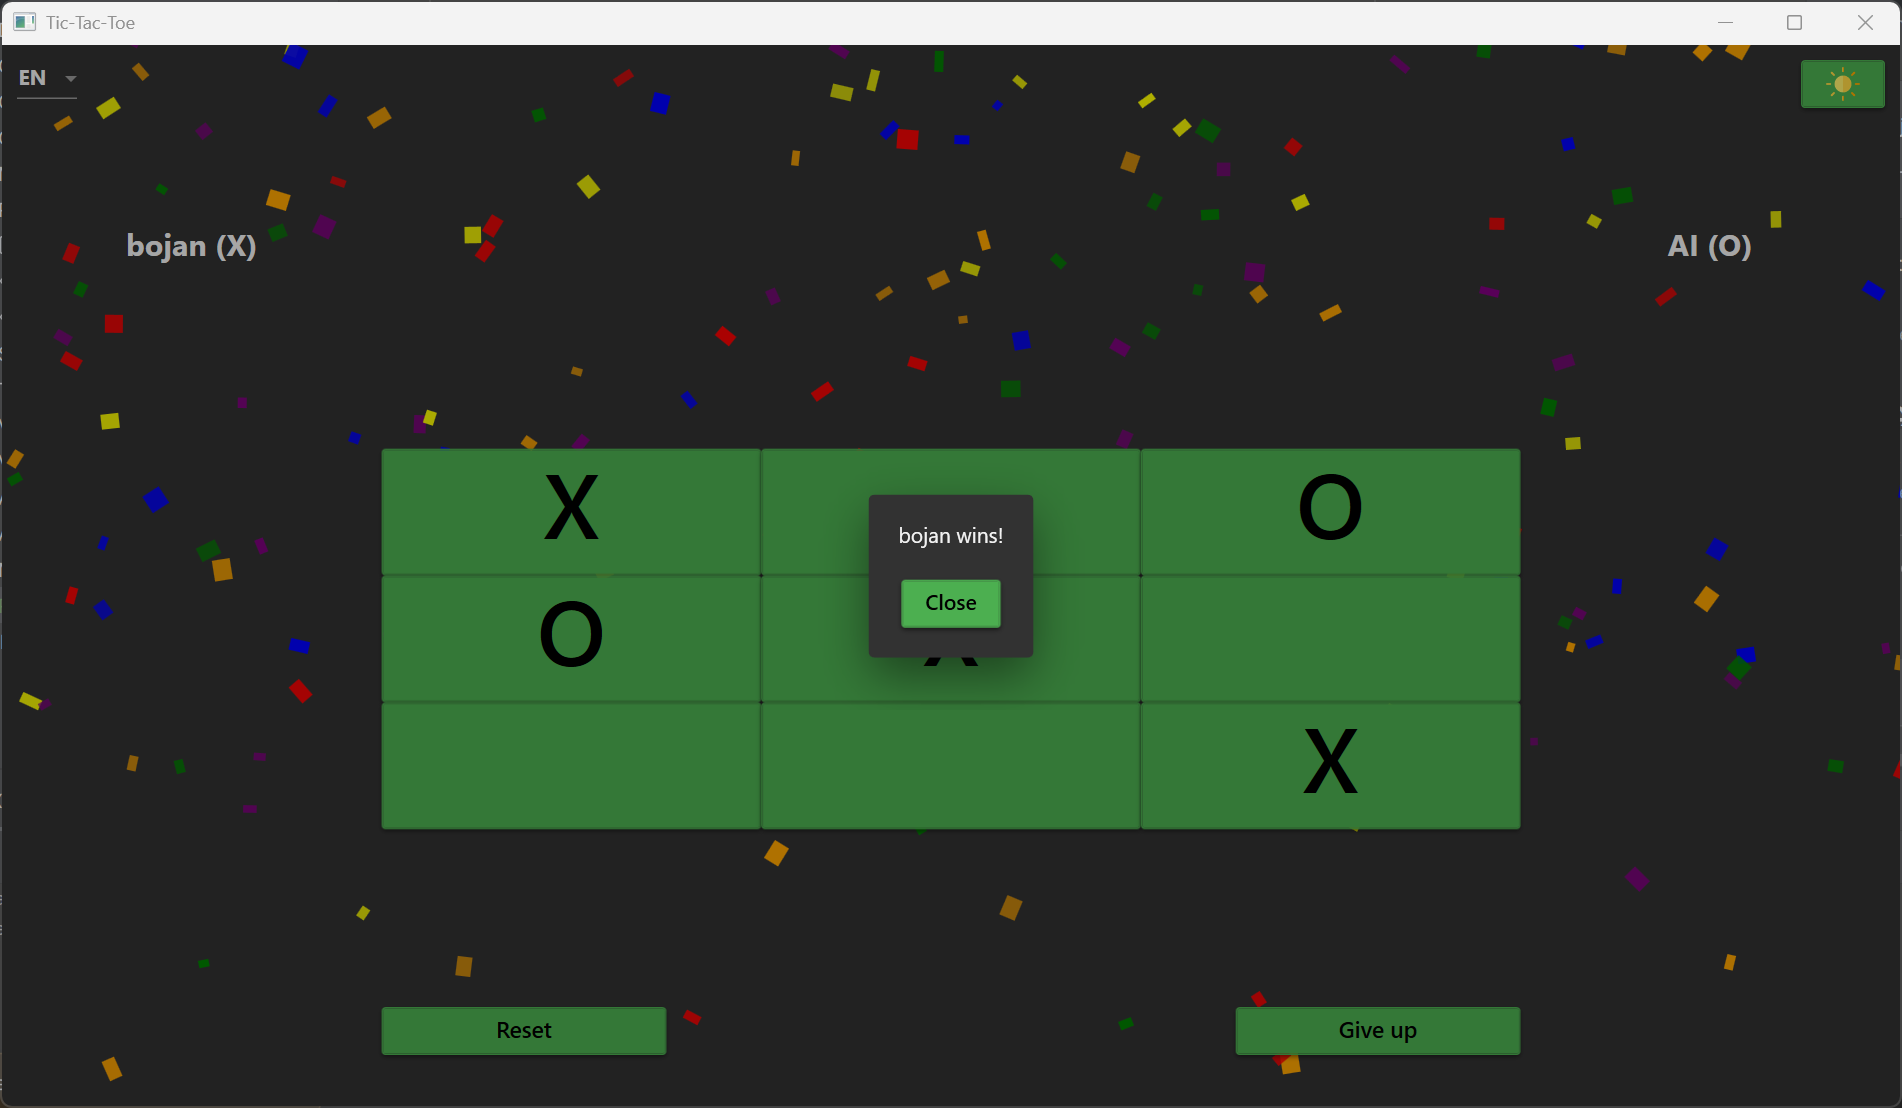 Tic-Tac-Toe
EN
bojan (X)
AI (O)
X
O
bojan wins!
Close
O
X
X
Reset
Give up